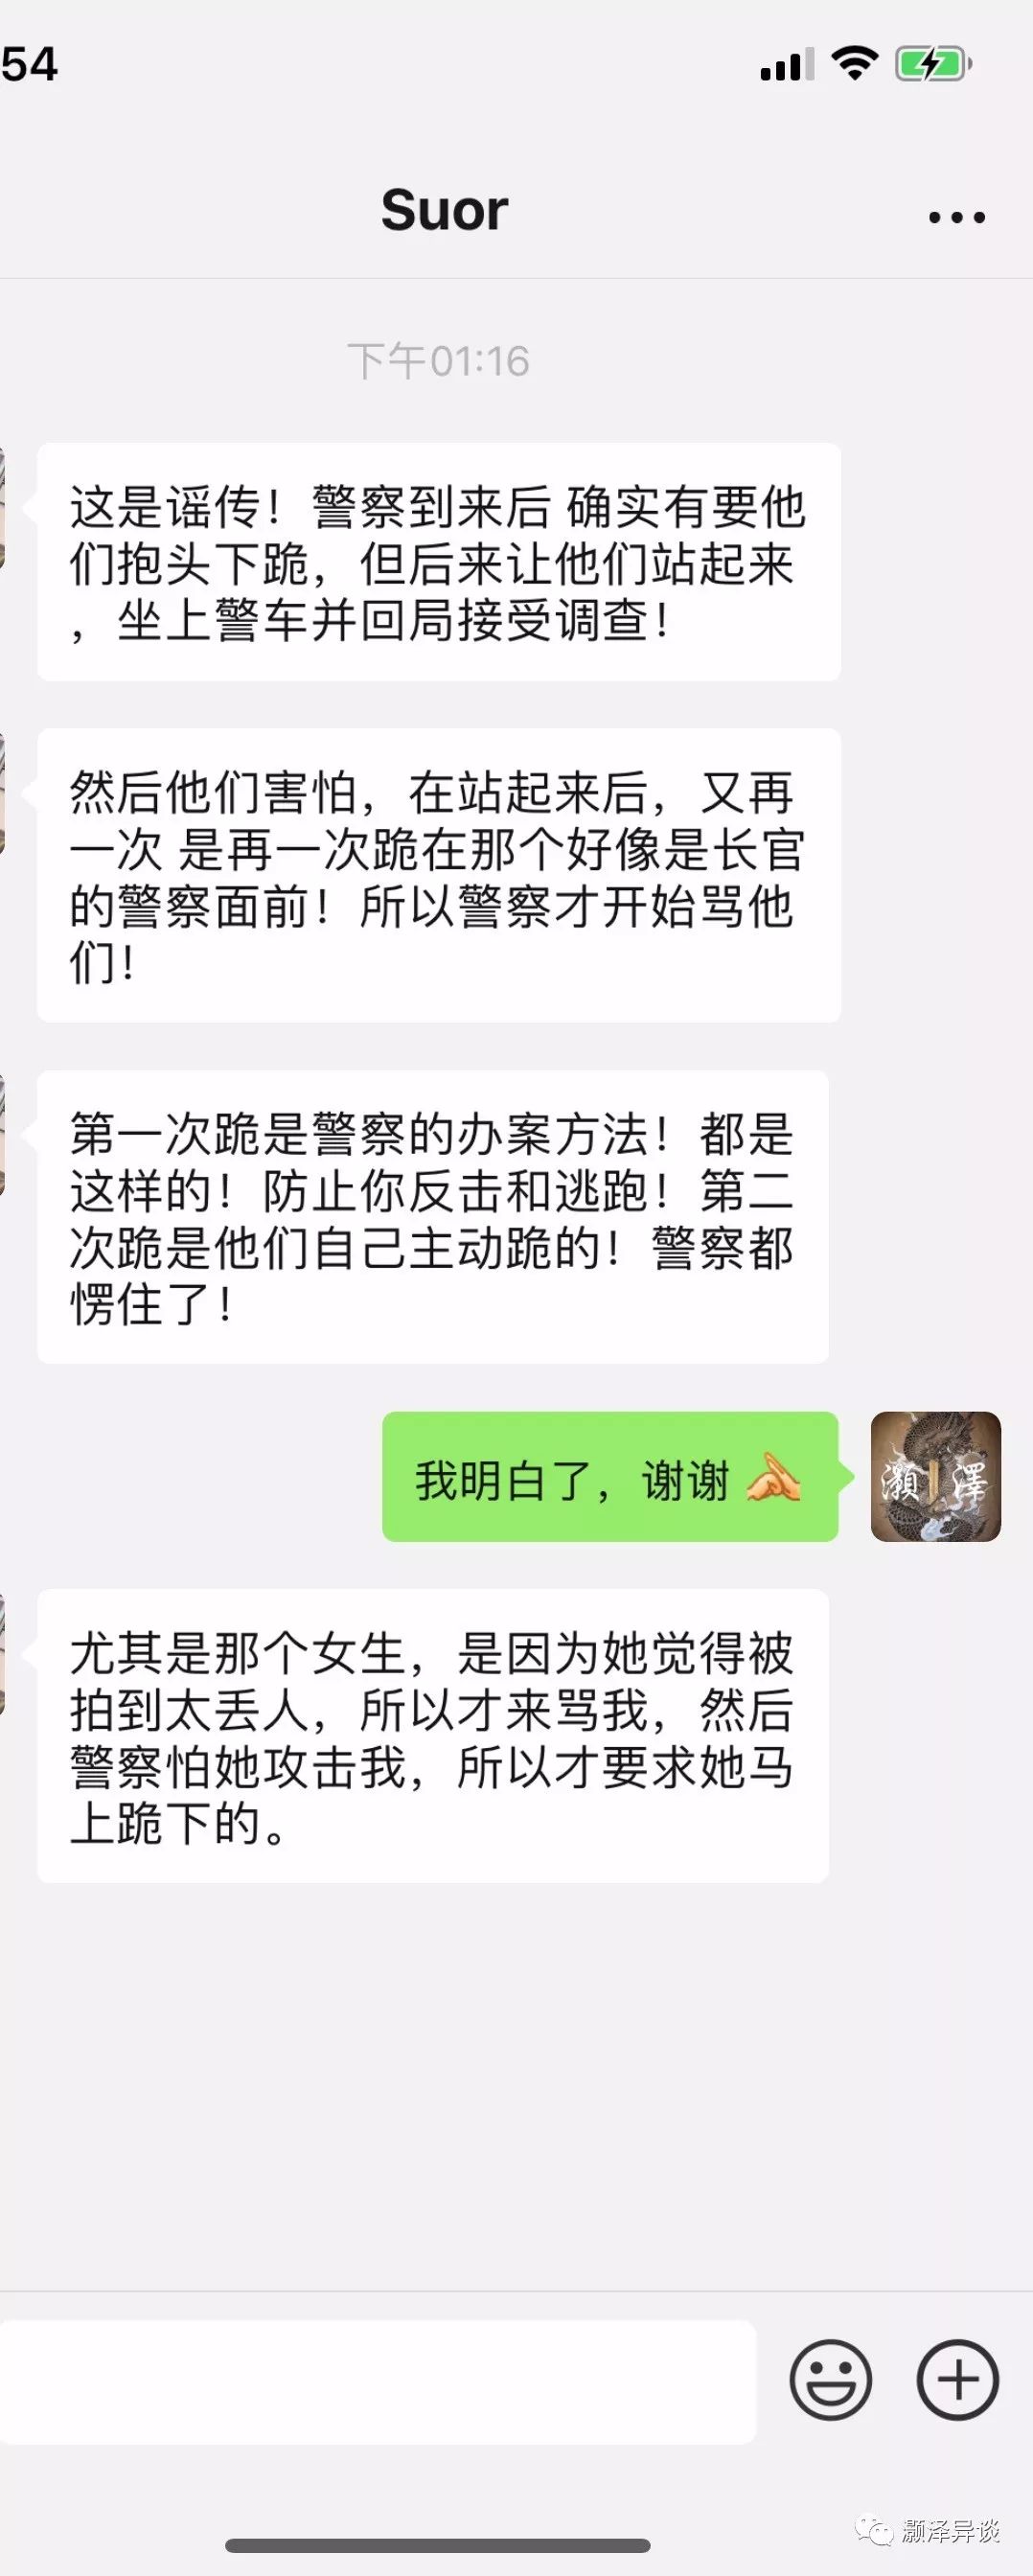 54
Suor
下午01:16
这是谣传！警察到来后 确实有要他
们抱头下跪，但后来让他们站起来
，坐上警车并回局接受调查！
然后他们害怕，在站起来后，又再
一次 是再一次跪在那个好像是长官
的警察面前！所以警察才开始骂他
们！
第一次跪是警察的办案方法！都是
这样的！防止你反击和逃跑！第二
次跪是他们自己主动跪的！警察都
愣住了！
我明白了，谢谢
灝 澤
尤其是那个女生，是因为她觉得被
拍到太丢人，所以才来骂我，然后
警察怕她攻击我，所以才要求她马
上跪下的。
灏泽异谈